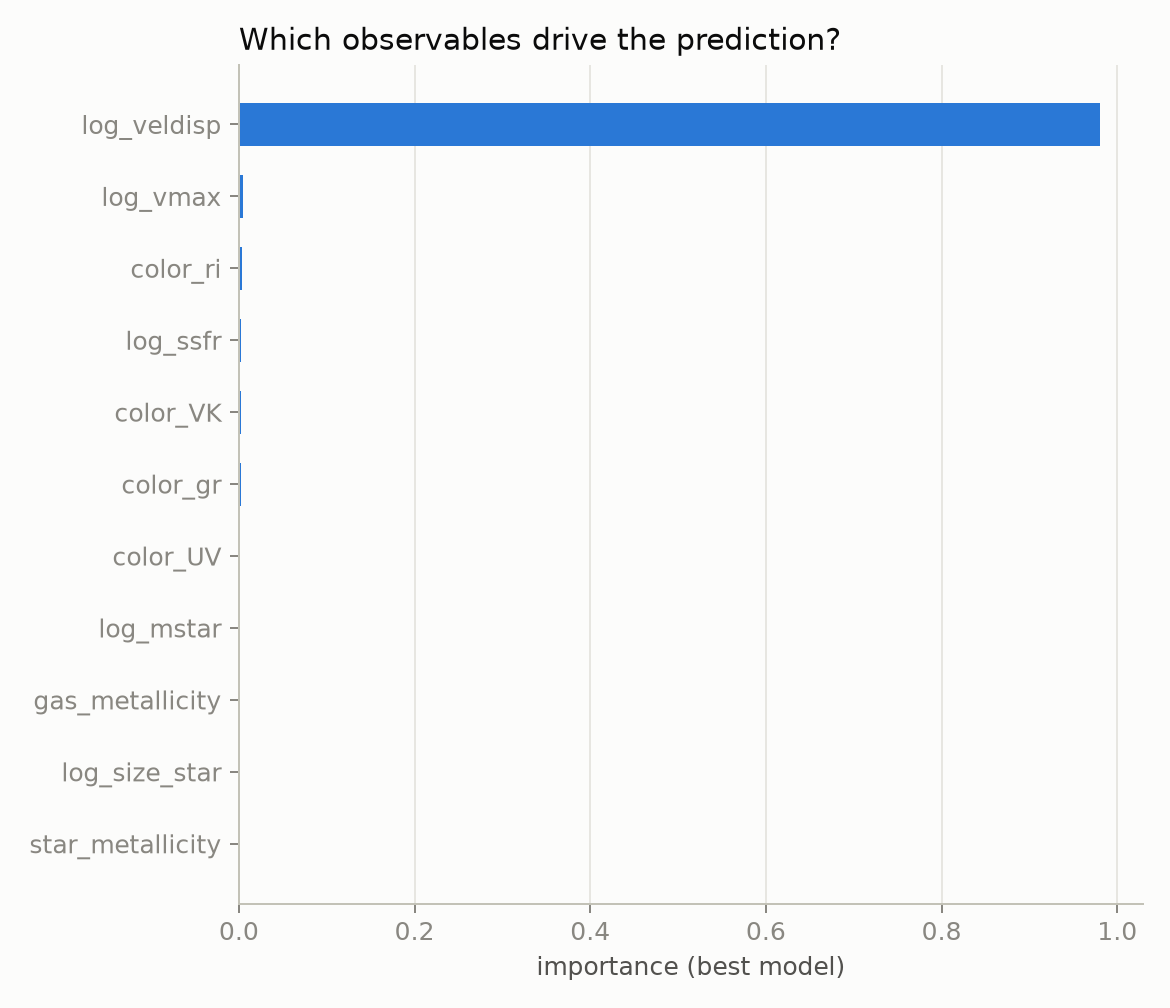 Which observables drive the prediction?
log_veldisp
log_vmax
color_ri
log_ssfr
color_VK
color_gr
color_UV
log_mstar
gas_metallicity
log_size_star
star_metallicity
0.0 0.2 0.4 0.6 0.8 1.0
importance (best model)